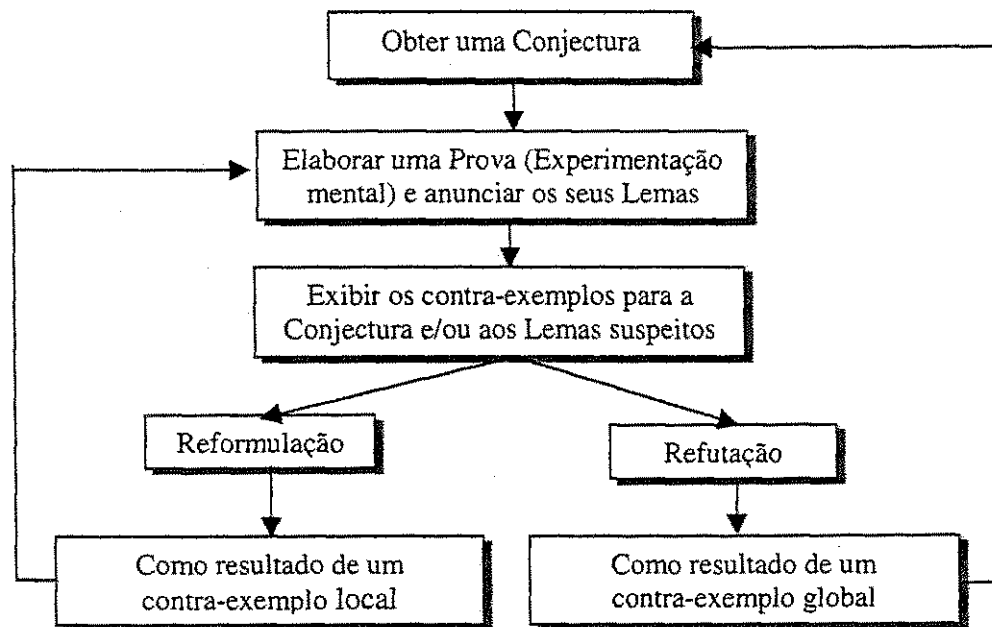 Obter uma Conjectura
Elaborar uma Prova (Experimentação
mental) e anunciar os seus Lemas
Exibir os contra-exemplos para a
Conjectura e/ou aos Lemas suspeitos
Reformulação
Refutação
Como resultado de um
contra-exemplo local
Como resultado de um
contra-exemplo global